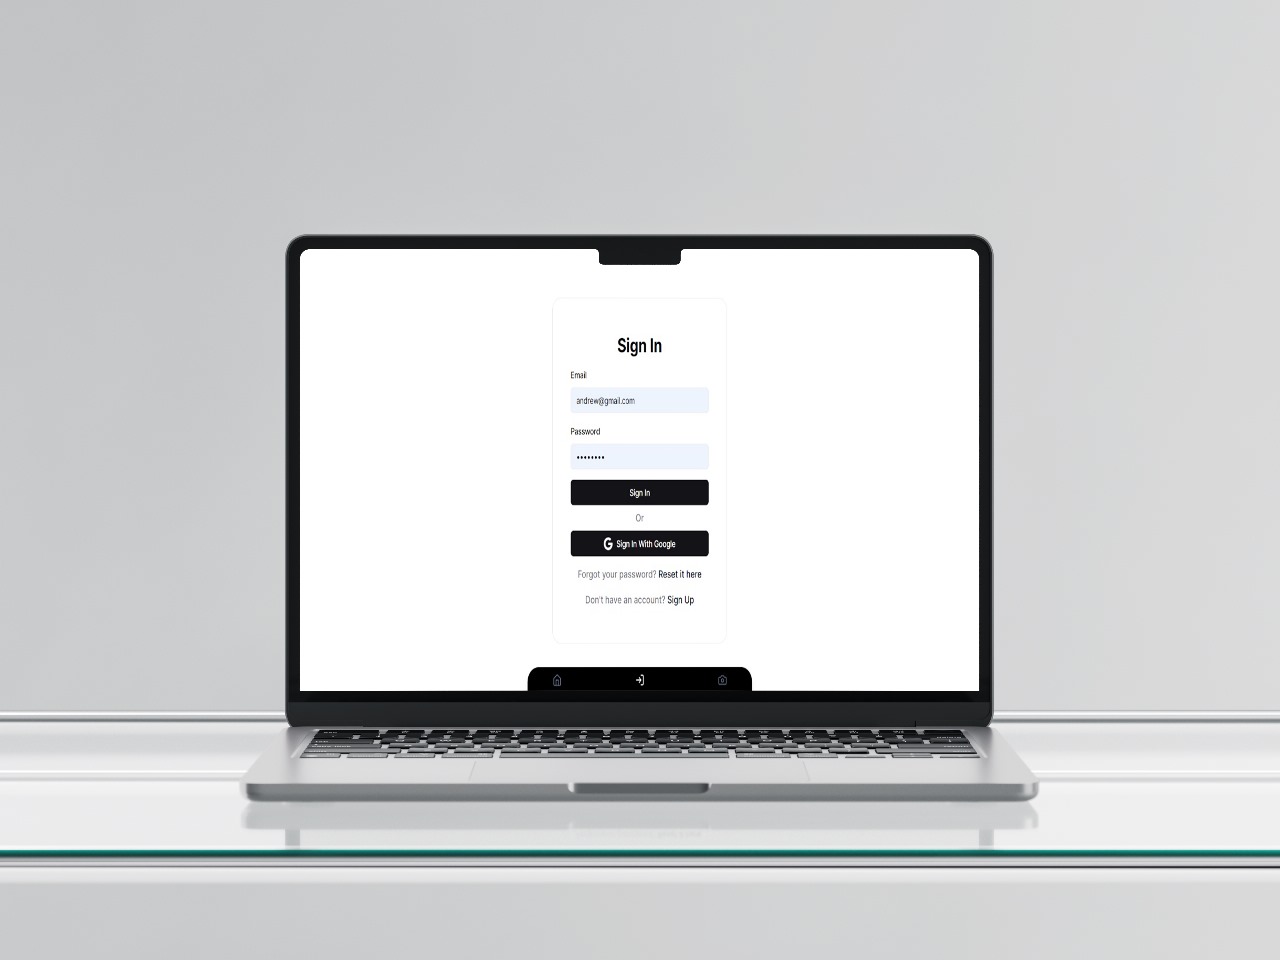 Sign In
Email
andrew@gmail.com
Password
••••••••
Sign In
Or
Sign In With Google
Forgot your password? Reset it here
Don't have an account? Sign Up